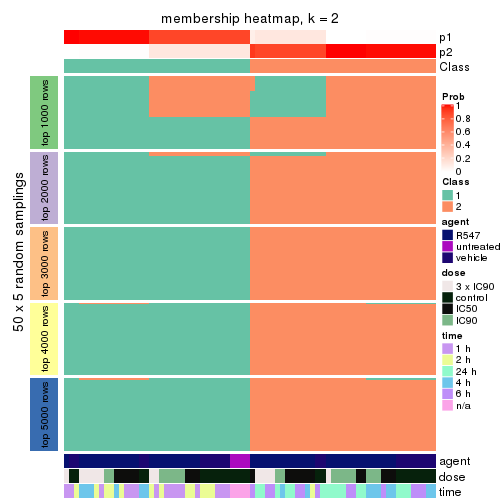 membership heatmap, k = 2
p1
p2
Class
50 x 5 random samplings
top 1000 rows
top 2000 rows
top 3000 rows
top 4000 rows
top 5000 rows
Prob
1
0.8
0.6
0.4
0.2
0
Class
1
2
agent
R547
untreated
vehicle
dose
3 x IC90
control
IC50
IC90
time
1 h
2 h
24 h
4 h
6 h
n/a
agent
dose
time